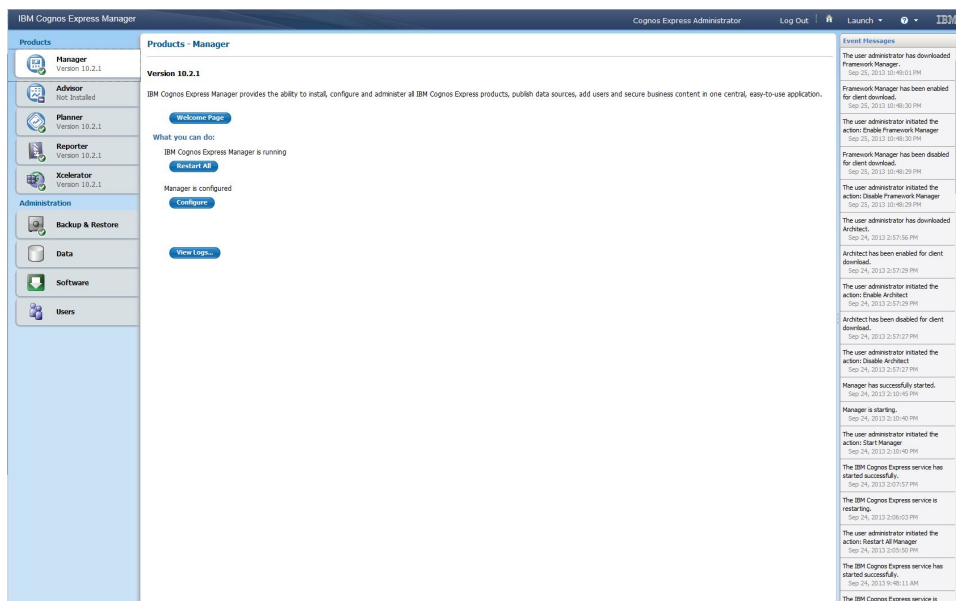 IBM Cognos Express Manager
Cognos Express Administrator
Log Out
Launch
?
IBM
Products
Manager
Version 10.2.1
Advisor
Not Installed
Planner
Version 10.2.1
Reporter
Version 10.2.1
Xcelerator
Version 10.2.1
Administration
Backup & Restore
Data
Software
Users
Products - Manager
Version 10.2.1
IBM Cognos Express Manager provides the ability to install, configure and administer all IBM Cognos Express products, publish data sources, add users and secure business content in one central, easy-to-use application.
Welcome Page
What you can do:
IBM Cognos Express Manager is running
Restart All
Manager is configured
Configure
View Logs...
Event Messages
The user administrator has downloaded
Framework Manager.
Sep 25, 2013 10:49:01 PM
Framework Manager has been enabled
for client download.
Sep 25, 2013 10:48:30 PM
The user administrator initiated the
action: Enable Framework Manager
Sep 25, 2013 10:48:30 PM
Framework Manager has been disabled
for client download.
Sep 25, 2013 10:48:29 PM
The user administrator initiated the
action: Disable Framework Manager
Sep 25, 2013 10:48:29 PM
The user administrator has downloaded
Architect.
Sep 24, 2013 2:57:56 PM
Architect has been enabled for client
download.
Sep 24, 2013 2:57:29 PM
The user administrator initiated the
action: Enable Architect
Sep 24, 2013 2:57:29 PM
Architect has been disabled for client
download.
Sep 24, 2013 2:57:27 PM
The user administrator initiated the
action: Disable Architect
Sep 24, 2013 2:57:27 PM
Manager has successfully started.
Sep 24, 2013 2:10:45 PM
Manager is starting.
Sep 24, 2013 2:10:40 PM
The user administrator initiated the
action: Start Manager
Sep 24, 2013 2:10:40 PM
The IBM Cognos Express service has
started successfully.
Sep 24, 2013 2:07:57 PM
The IBM Cognos Express service is
restarting.
Sep 24, 2013 2:06:03 PM
The user administrator initiated the
action: Restart All Manager
Sep 24, 2013 2:05:50 PM
The IBM Cognos Express service has
started successfully.
Sep 24, 2013 9:48:11 AM
The IBM Cognos Express service is